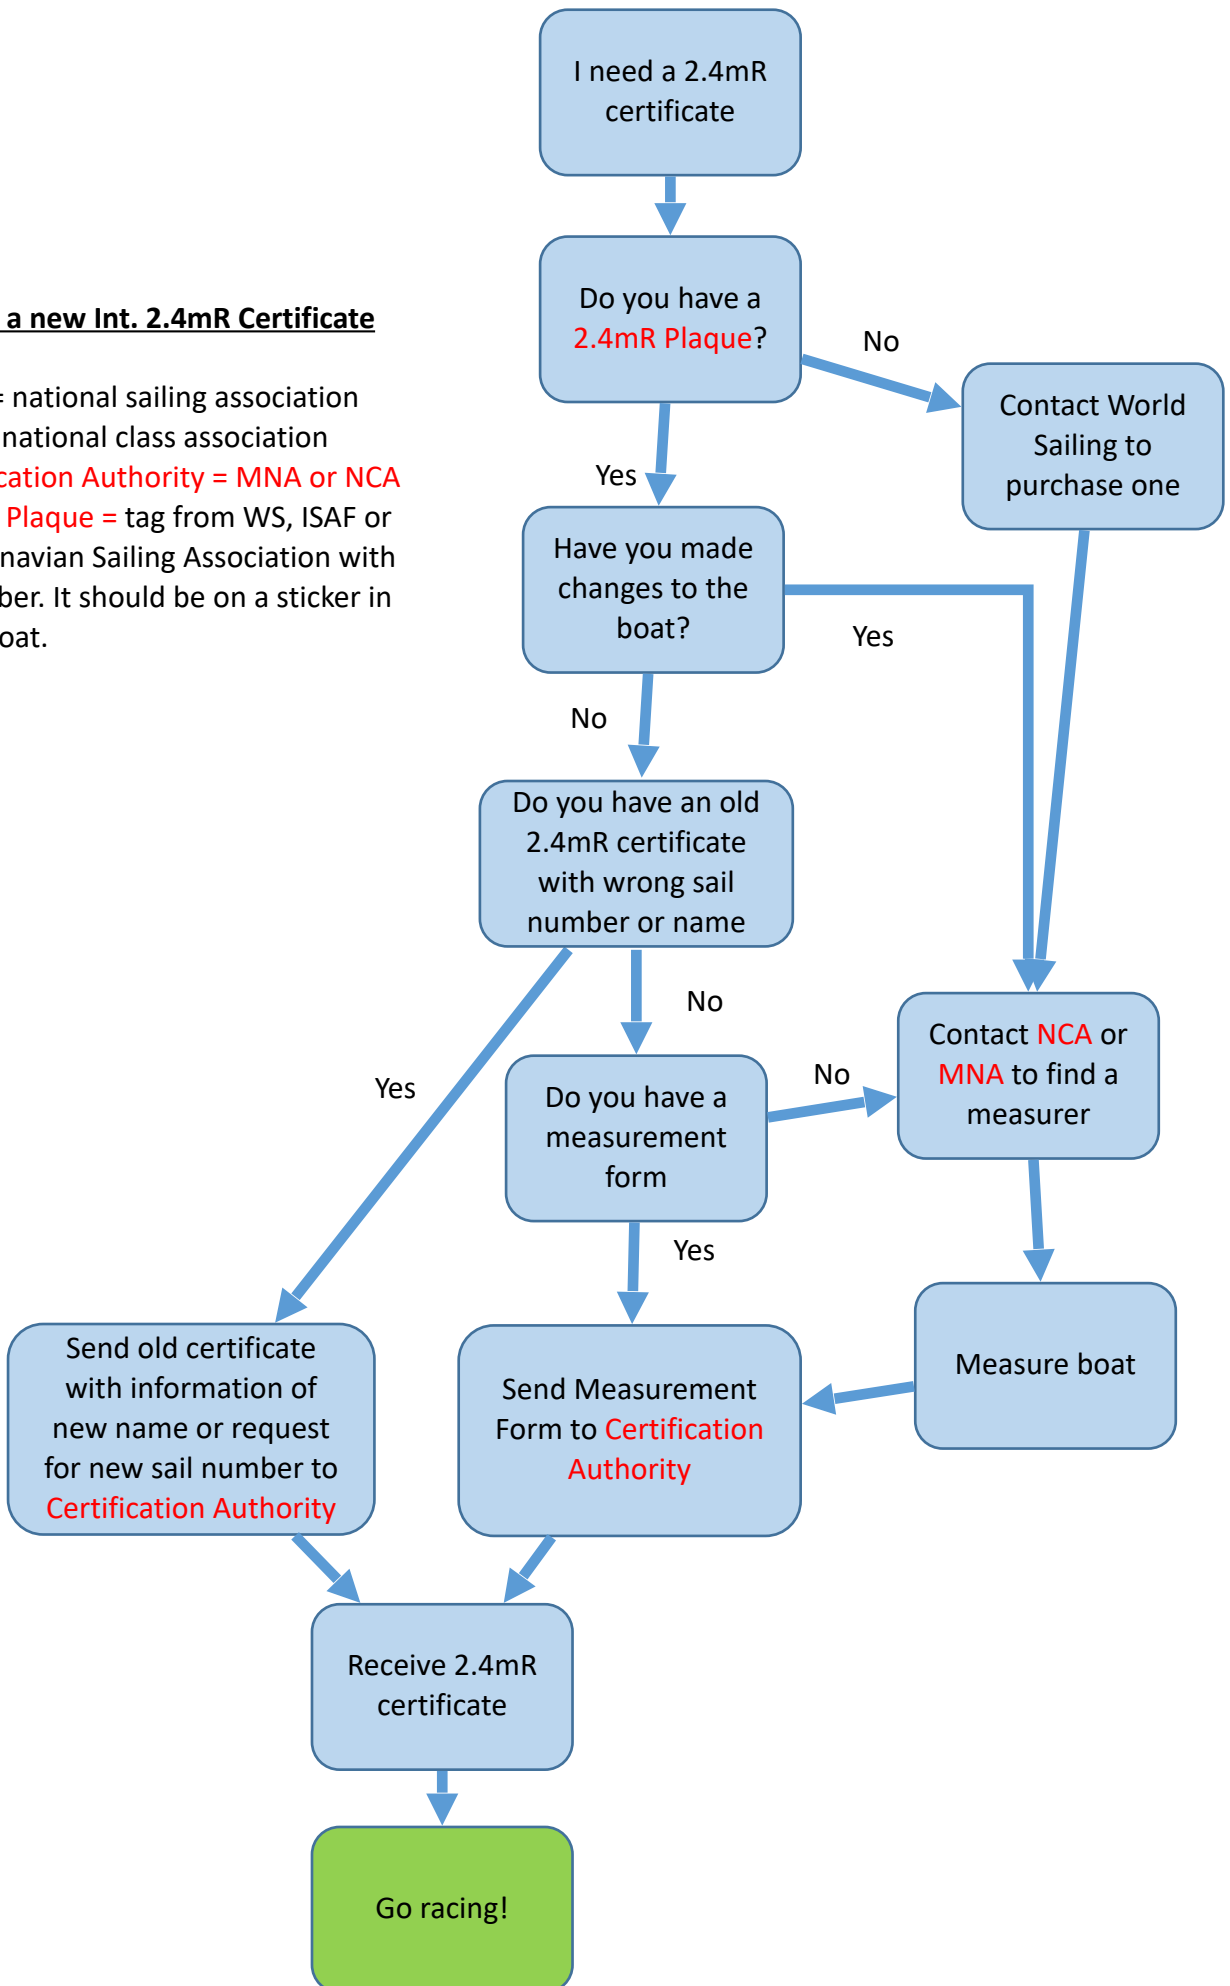 I need a 2.4mR
certificate
Do you have a
2.4mR Plaque?
No
a new Int. 2.4mR Certificate
= national sailing association
national class association
cation Authority = MNA or NCA
Plaque = tag from WS, ISAF or
navian Sailing Association with
ber. It should be on a sticker in
oat.
Contact World
Sailing to
purchase one
Yes
Have you made
changes to the
boat?
Yes
No
Do you have an old
2.4mR certificate
with wrong sail
number or name
No
Yes
Do you have a
measurement
form
No
Contact NCA or
MNA to find a
measurer
Yes
Measure boat
Send old certificate
with information of
new name or request
for new sail number to
Certification Authority
Send Measurement
Form to Certification
Authority
Receive 2.4mR
certificate
Go racing!